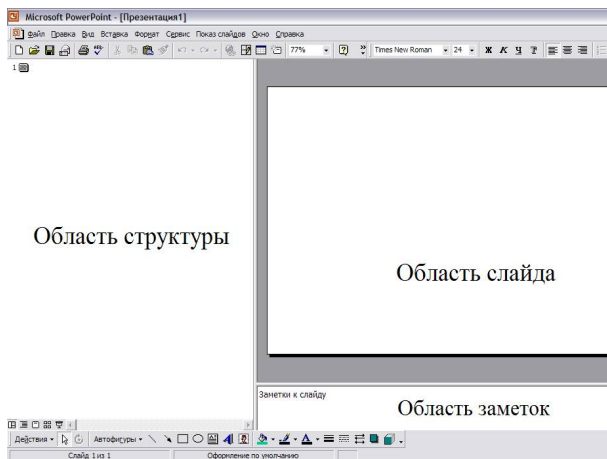 Microsoft PowerPoint - [Презентация1]
Файл Правка Вид Вставка Формат Сервис Показ слайдов Окно Справка
77% Times New Roman 24 Ж К Ч
1
Область структуры
Область слайда
Заметки к слайду
Область заметок
Действия Автофигуры
Слайд 1 из 1 Оформление по умолчанию